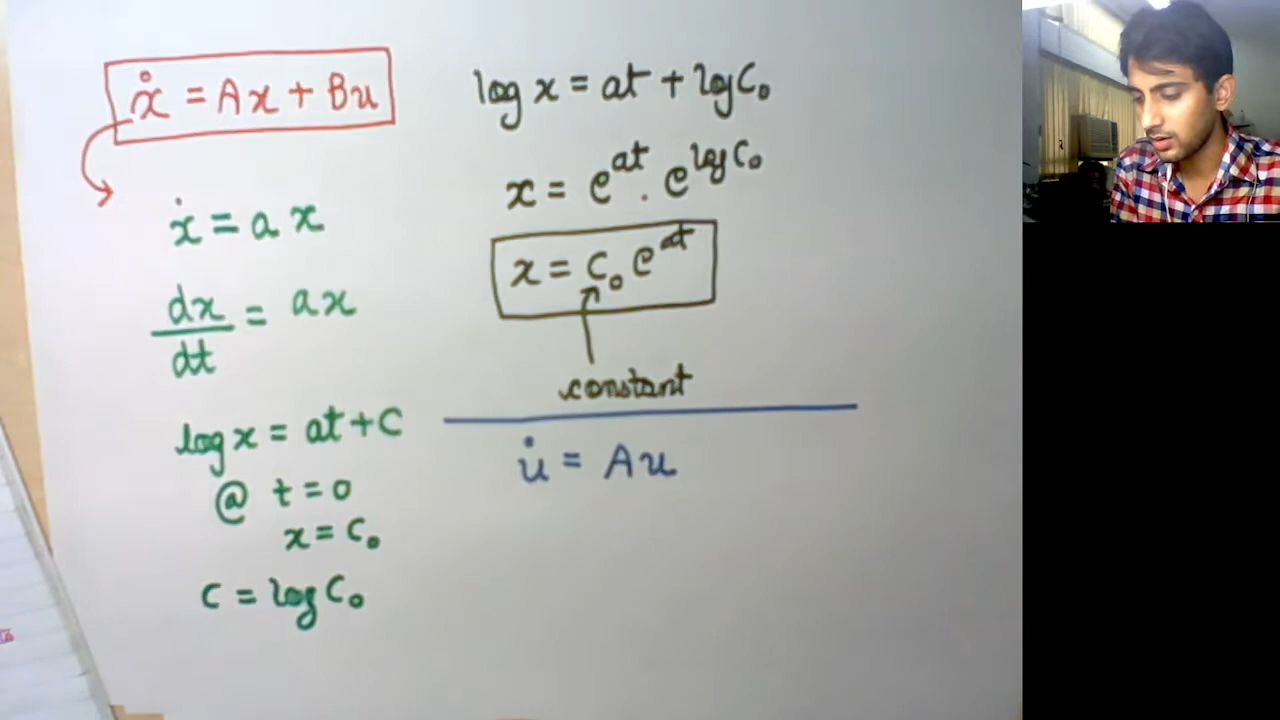 ẋ = Ax + Bu
ẋ = a x
dx/dt = ax
log x = at + C
@ t = 0
x = C₀
C = log C₀
log x = at + log C₀
x = e^at . e^log C₀
x = C₀ e^at
constant
u̇ = Au